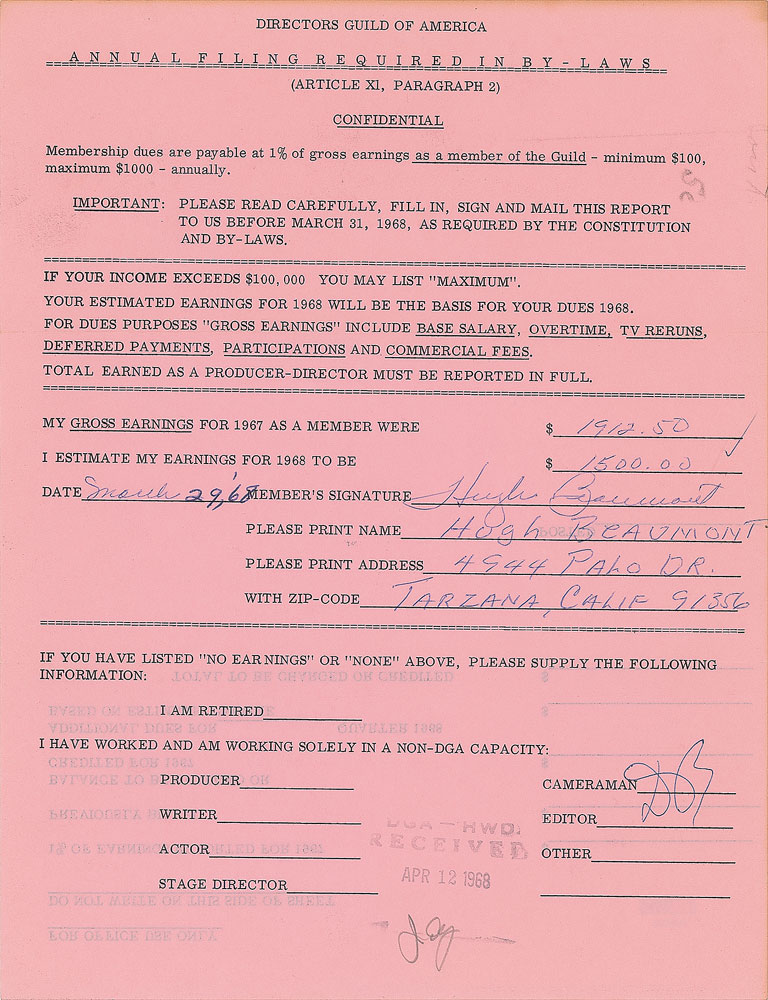 DIRECTORS GUILD OF AMERICA
ANNUAL FILING REQUIRED IN BY-LAWS
(ARTICLE XI, PARAGRAPH 2)
CONFIDENTIAL
Membership dues are payable at 1% of gross earnings as a member of the Guild - minimum $100,
maximum $1000 - annually.
IMPORTANT: PLEASE READ CAREFULLY, FILL IN, SIGN AND MAIL THIS REPORT
TO US BEFORE MARCH 31, 1968, AS REQUIRED BY THE CONSTITUTION
AND BY-LAWS.
IF YOUR INCOME EXCEEDS $100,000 YOU MAY LIST "MAXIMUM".
YOUR ESTIMATED EARNINGS FOR 1968 WILL BE THE BASIS FOR YOUR DUES 1968.
FOR DUES PURPOSES "GROSS EARNINGS" INCLUDE BASE SALARY, OVERTIME, TV RERUNS,
DEFERRED PAYMENTS, PARTICIPATIONS AND COMMERCIAL FEES.
TOTAL EARNED AS A PRODUCER-DIRECTOR MUST BE REPORTED IN FULL.
MY GROSS EARNINGS FOR 1967 AS A MEMBER WERE $ 1912.50
I ESTIMATE MY EARNINGS FOR 1968 TO BE $ 1500.00
DATE March 29, '68 MEMBER'S SIGNATURE Hugh Beaumont
PLEASE PRINT NAME Hugh BEAUMONT
PLEASE PRINT ADDRESS 4944 PALO DR.
WITH ZIP-CODE TARZANA, CALIF 91356
IF YOU HAVE LISTED "NO EARNINGS" OR "NONE" ABOVE, PLEASE SUPPLY THE FOLLOWING
INFORMATION:
I AM RETIRED
I HAVE WORKED AND AM WORKING SOLELY IN A NON-DGA CAPACITY:
PRODUCER CAMERAMAN
WRITER EDITOR
ACTOR OTHER
STAGE DIRECTOR
DGA - HWD.
RECEIVED
APR 12 1968